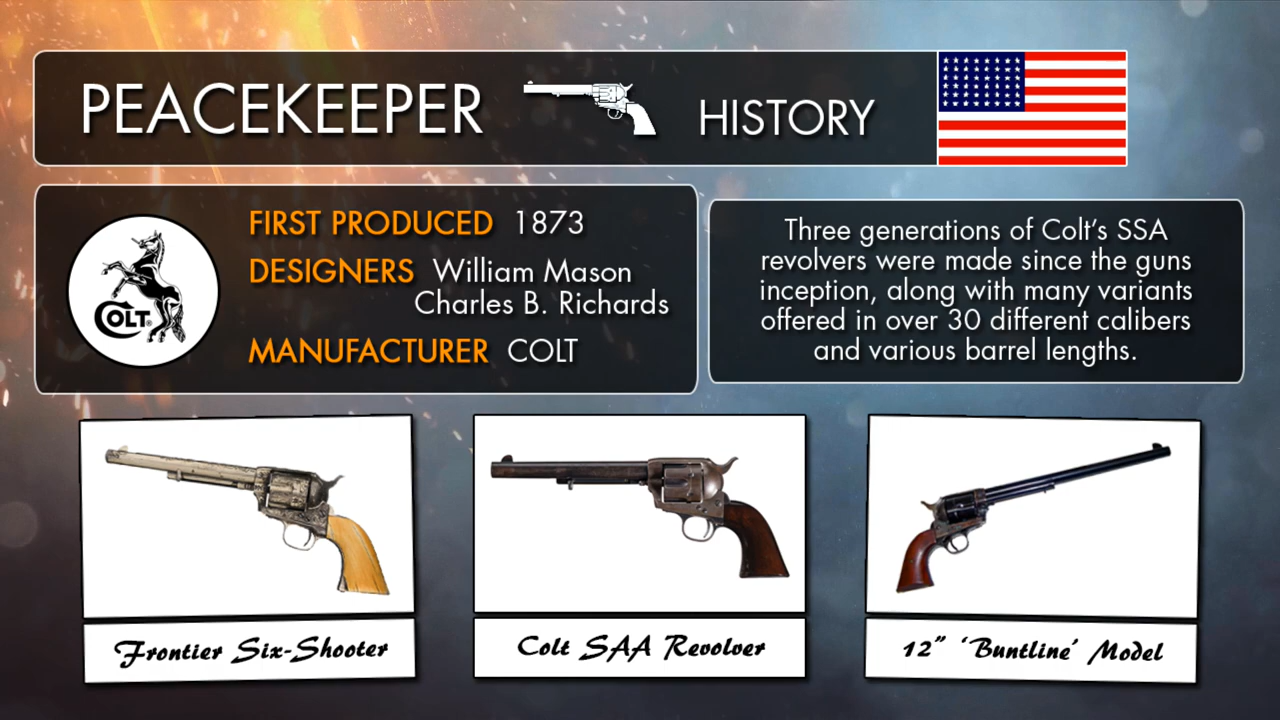 PEACEKEEPER HISTORY
FIRST PRODUCED 1873
DESIGNERS William Mason
Charles B. Richards
MANUFACTURER COLT
COLT®
Three generations of Colt's SSA
revolvers were made since the guns
inception, along with many variants
offered in over 30 different calibers
and various barrel lengths.
Frontier Six-Shooter
Colt SAA Revolver
12" 'Buntline' Model